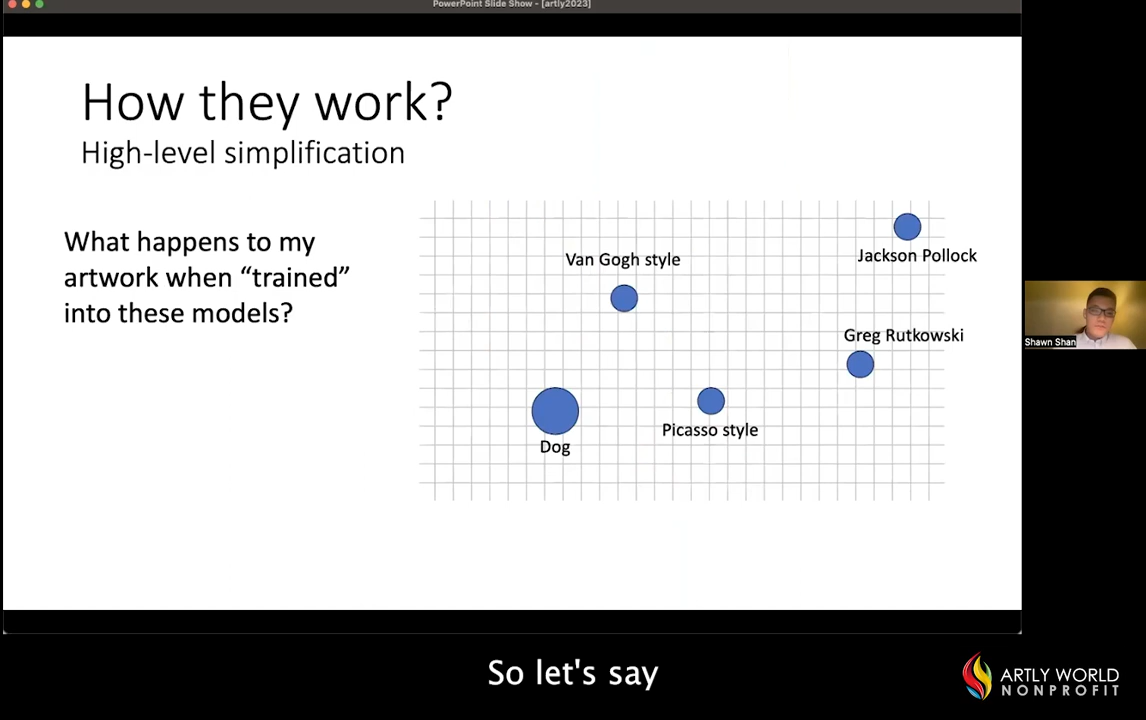 PowerPoint Slide Show - [artly2023]
How they work?
High-level simplification
What happens to my
artwork when “trained”
into these models?
Van Gogh style
Jackson Pollock
Greg Rutkowski
Picasso style
Dog
Shawn Shan
So let's say
ARTLY WORLD
NONPROFIT